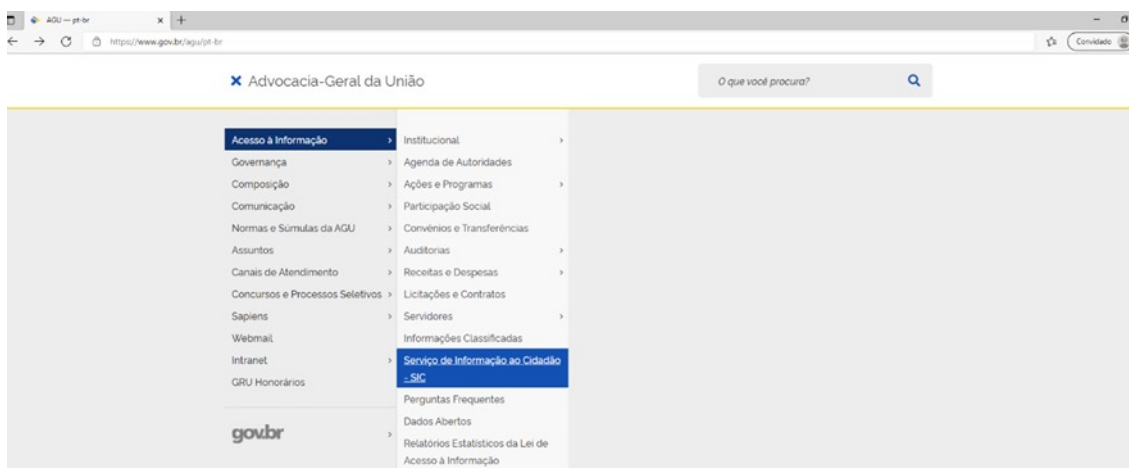 AGU — pt-br
https://www.gov.br/agu/pt-br
Convidado
Advocacia-Geral da União
O que você procura?
Acesso à Informação
Governança
Composição
Comunicação
Normas e Súmulas da AGU
Assuntos
Canais de Atendimento
Concursos e Processos Seletivos
Sapiens
Webmail
Intranet
GRU Honorários
gov.br
Institucional
Agenda de Autoridades
Ações e Programas
Participação Social
Convênios e Transferências
Auditorias
Receitas e Despesas
Licitações e Contratos
Servidores
Informações Classificadas
Serviço de Informação ao Cidadão
- SIC
Perguntas Frequentes
Dados Abertos
Relatórios Estatísticos da Lei de
Acesso à Informação